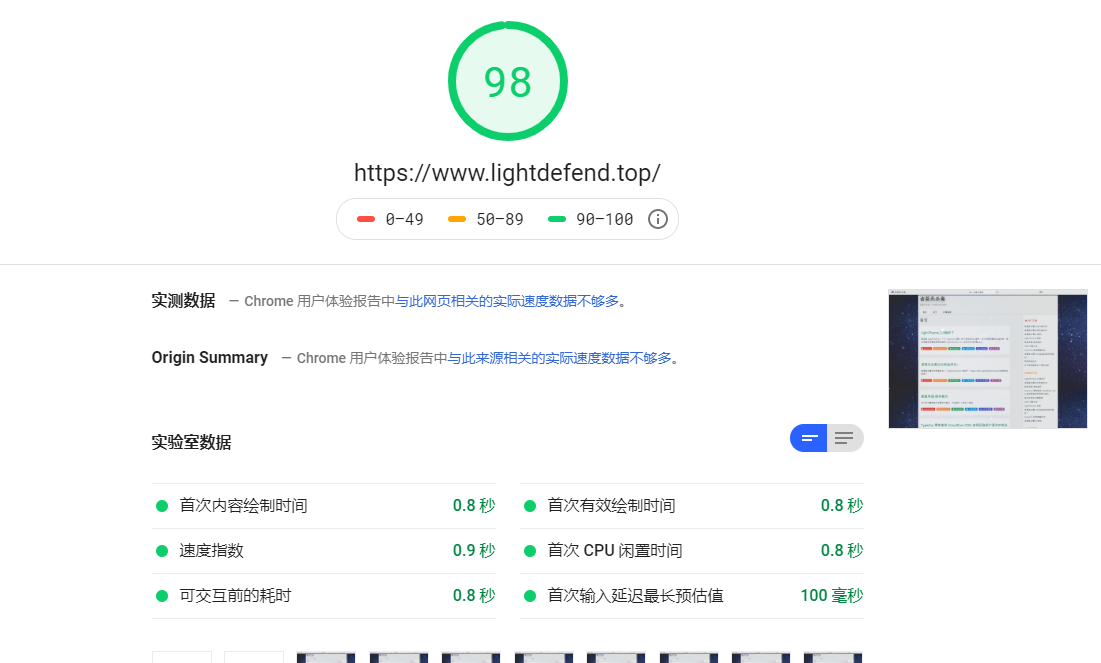 98
https://www.lightdefend.top/
0–49 50–89 90–100
实测数据 — Chrome 用户体验报告中与此网页相关的实际速度数据不够多。
Origin Summary — Chrome 用户体验报告中与此来源相关的实际速度数据不够多。
实验室数据
首次内容绘制时间 0.8 秒
首次有效绘制时间 0.8 秒
速度指数 0.9 秒
首次 CPU 闲置时间 0.8 秒
可交互前的耗时 0.8 秒
首次输入延迟最长预估值 100 毫秒